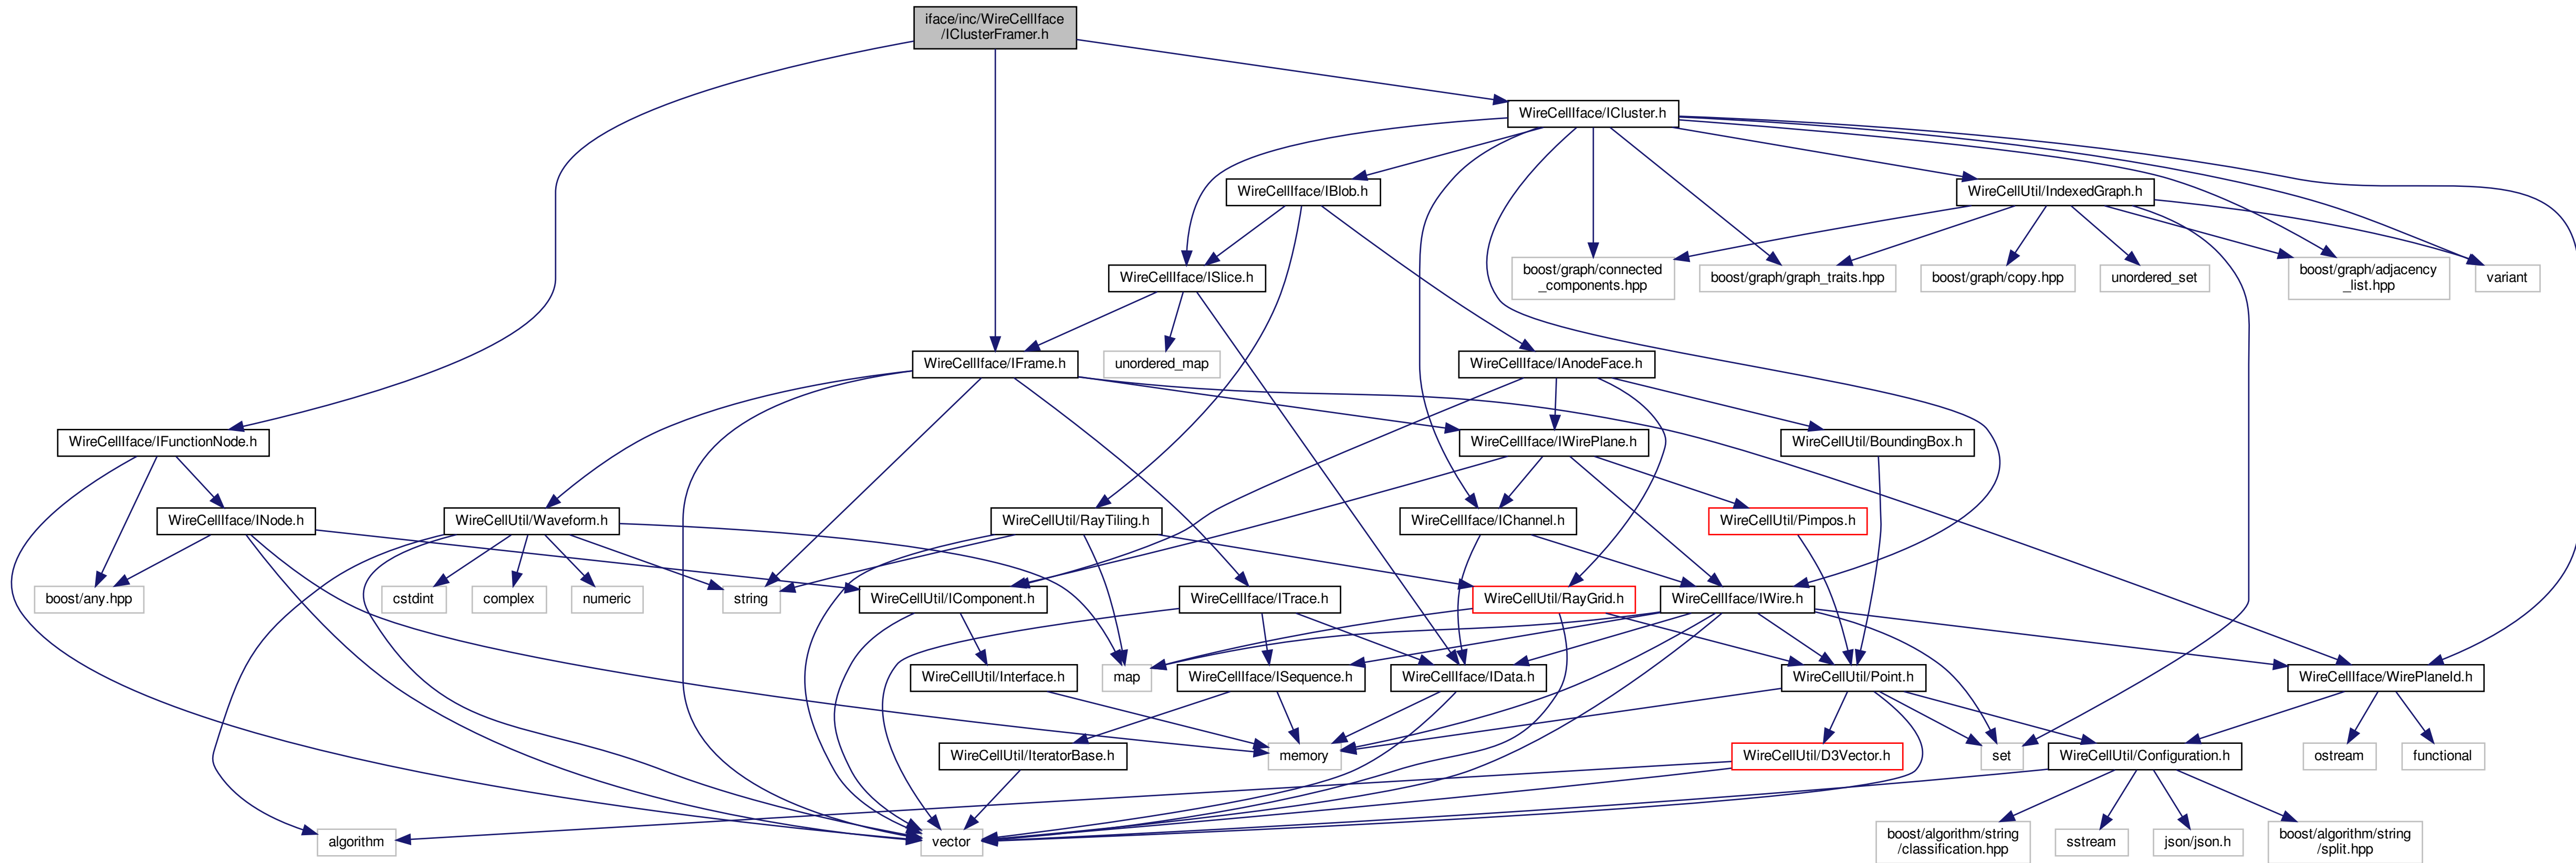 iface/inc/WireCellIface
/IClusterFramer.h
WireCellIface/ICluster.h
WireCellIface/IBlob.h
WireCellUtil/IndexedGraph.h
WireCellIface/ISlice.h
boost/graph/connected
_components.hpp
boost/graph/graph_traits.hpp
boost/graph/copy.hpp
unordered_set
boost/graph/adjacency
_list.hpp
variant
WireCellIface/IFrame.h
unordered_map
WireCellIface/IAnodeFace.h
WireCellIface/IFunctionNode.h
WireCellIface/IWirePlane.h
WireCellUtil/BoundingBox.h
WireCellIface/INode.h
WireCellUtil/Waveform.h
WireCellUtil/RayTiling.h
WireCellIface/IChannel.h
WireCellUtil/Pimpos.h
boost/any.hpp
cstdint
complex
numeric
string
WireCellUtil/IComponent.h
WireCellIface/ITrace.h
WireCellUtil/RayGrid.h
WireCellIface/IWire.h
WireCellUtil/Interface.h
map
WireCellIface/ISequence.h
WireCellIface/IData.h
WireCellUtil/Point.h
WireCellIface/WirePlaneId.h
WireCellUtil/IteratorBase.h
memory
WireCellUtil/D3Vector.h
set
WireCellUtil/Configuration.h
ostream
functional
algorithm
vector
boost/algorithm/string
/classification.hpp
sstream
json/json.h
boost/algorithm/string
/split.hpp